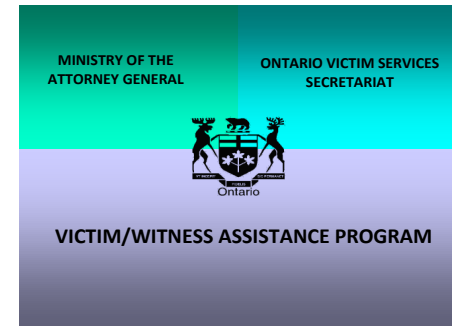 MINISTRY OF THE
ATTORNEY GENERAL
ONTARIO VICTIM SERVICES
SECRETARIAT
Ontario
VICTIM/WITNESS ASSISTANCE PROGRAM